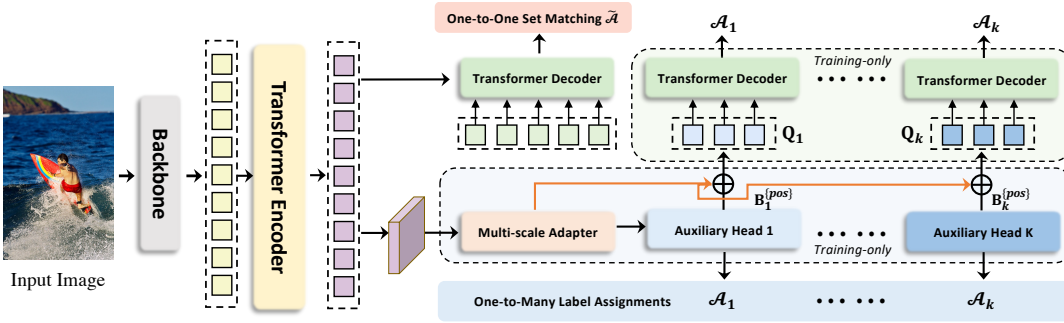 One-to-One Set Matching Ã
𝒜₁
𝒜ₖ
Training-only
Transformer Decoder
Transformer Decoder
Transformer Decoder
Backbone
Transformer Encoder
Q₁
Qₖ
B₁^{pos}
Bₖ^{pos}
Multi-scale Adapter
Auxiliary Head 1
Auxiliary Head K
Training-only
Input Image
One-to-Many Label Assignments
𝒜₁
𝒜ₖ